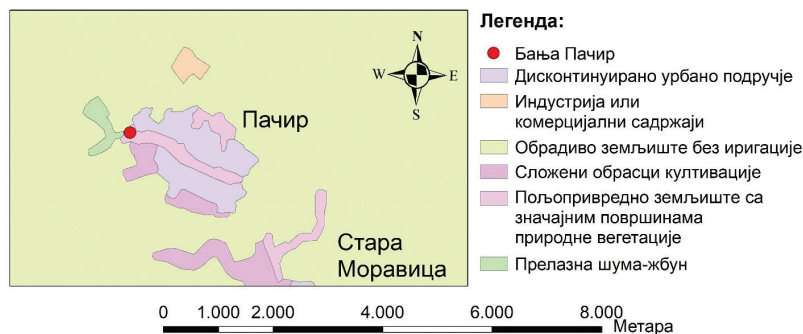 Пачир
Стара
Моравица
N
W
E
S
Легенда:
Бања Пачир
Дисконтинуирано урбано подручје
Индустрија или
комерцијални садржаји
Обрадиво земљиште без иригације
Сложени обрасци култивације
Пољопривредно земљиште са
значајним површинама
природне вегетације
Прелазна шума-жбун
0 1.000 2.000 4.000 6.000 8.000
Метара